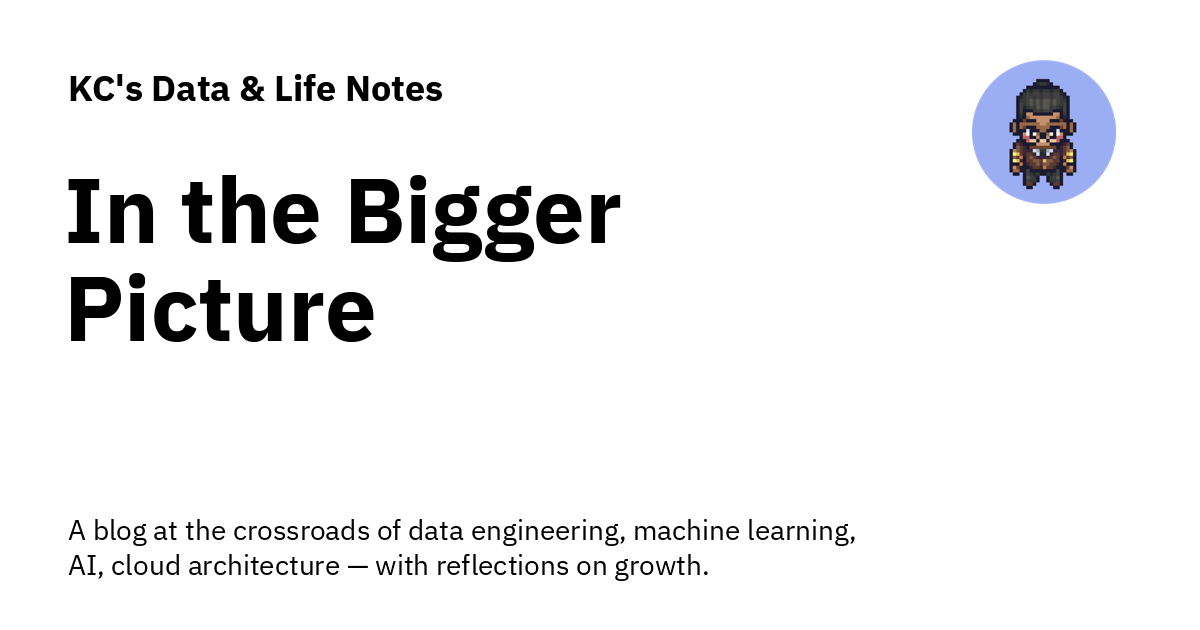 KC's Data & Life Notes
In the Bigger
Picture
A blog at the crossroads of data engineering, machine learning,
AI, cloud architecture — with reflections on growth.